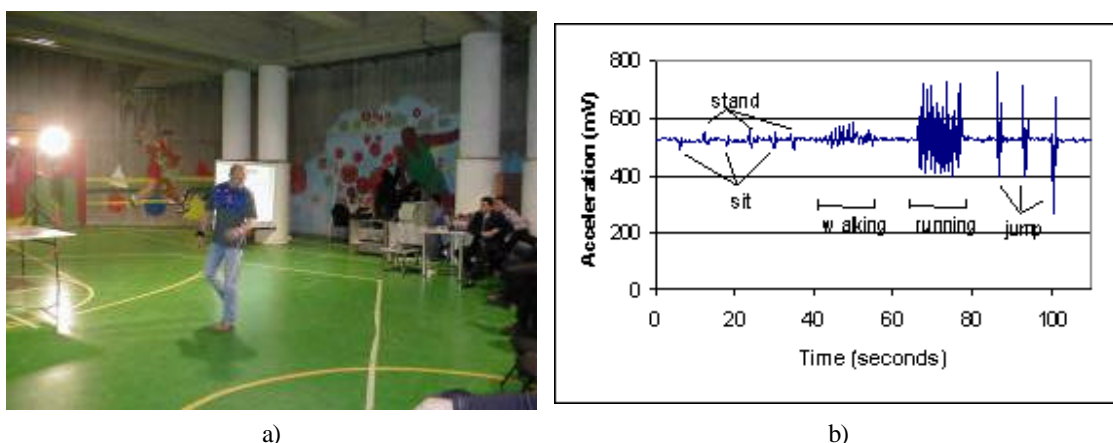 800
600
400
200
0
Acceleration (mV)
stand
sit
w alking
running
jump
0 20 40 60 80 100
Time (seconds)
a) b)